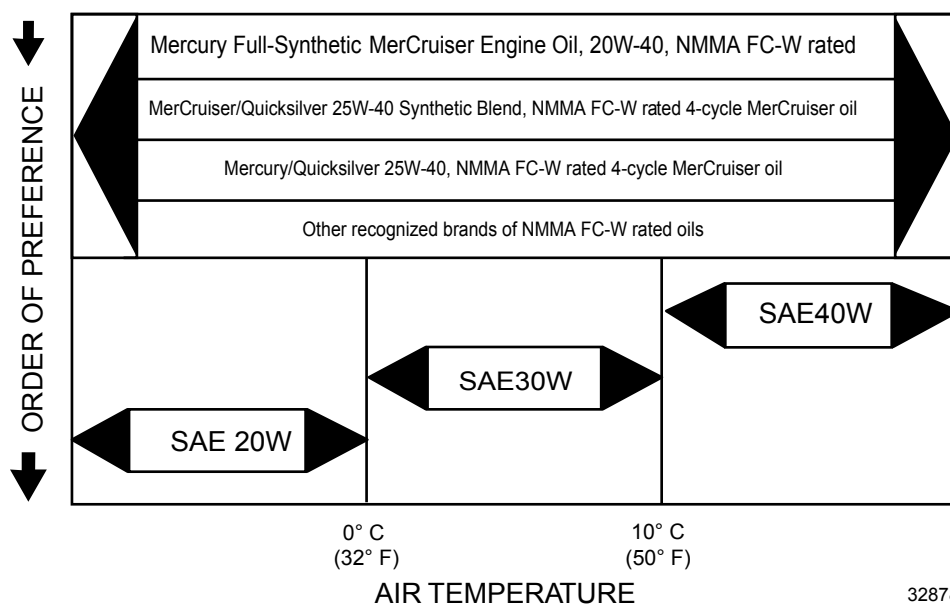 ORDER OF PREFERENCE
Mercury Full-Synthetic MerCruiser Engine Oil, 20W-40, NMMA FC-W rated
MerCruiser/Quicksilver 25W-40 Synthetic Blend, NMMA FC-W rated 4-cycle MerCruiser oil
Mercury/Quicksilver 25W-40, NMMA FC-W rated 4-cycle MerCruiser oil
Other recognized brands of NMMA FC-W rated oils
SAE40W
SAE30W
SAE 20W
0° C
(32° F)
10° C
(50° F)
AIR TEMPERATURE
3287